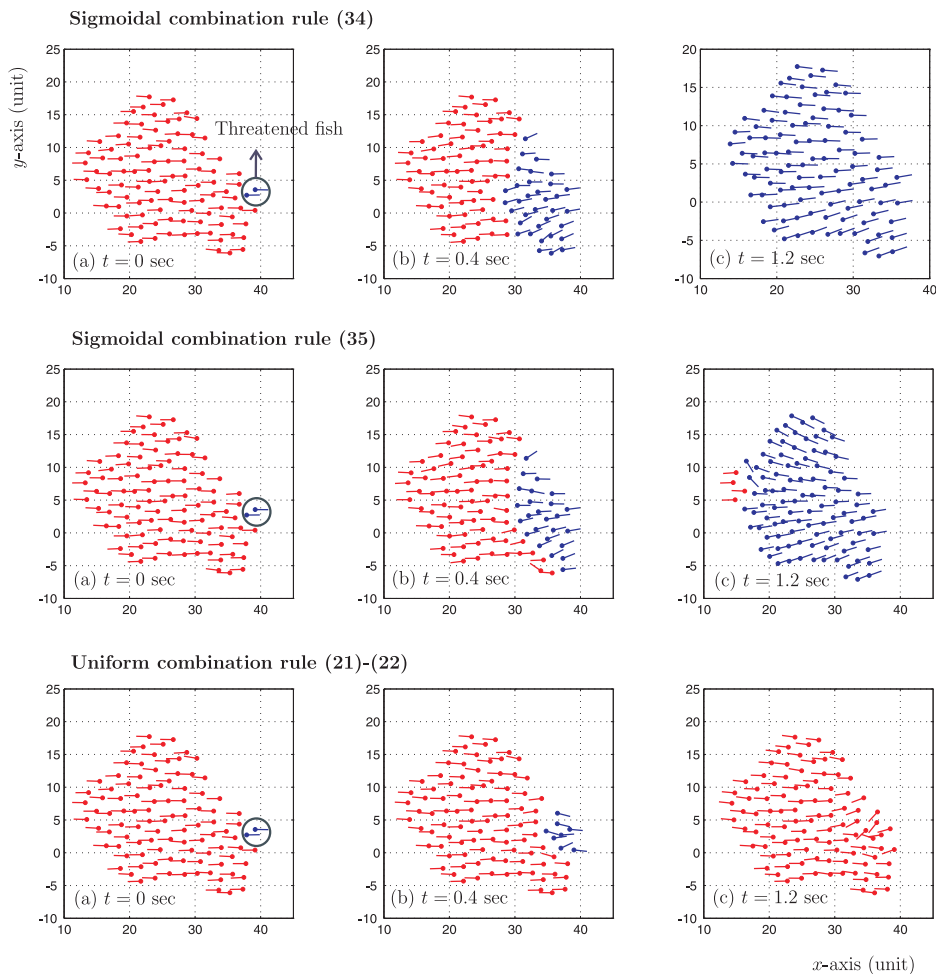 Sigmoidal combination rule (34)
y-axis (unit)
25
20
15
10
5
0
-5
-10
10 20 30 40
Threatened fish
(a) t = 0 sec
25
20
15
10
5
0
-5
-10
10 20 30 40
(b) t = 0.4 sec
20
15
10
5
0
-5
-10
10 20 30 40
(c) t = 1.2 sec
Sigmoidal combination rule (35)
25
20
15
10
5
0
-5
-10
10 20 30 40
(a) t = 0 sec
25
20
15
10
5
0
-5
-10
10 20 30 40
(b) t = 0.4 sec
25
20
15
10
5
0
-5
-10
10 20 30 40
(c) t = 1.2 sec
Uniform combination rule (21)-(22)
25
20
15
10
5
0
-5
-10
10 20 30 40
(a) t = 0 sec
25
20
15
10
5
0
-5
-10
10 20 30 40
(b) t = 0.4 sec
25
20
15
10
5
0
-5
-10
10 20 30 40
(c) t = 1.2 sec
x-axis (unit)